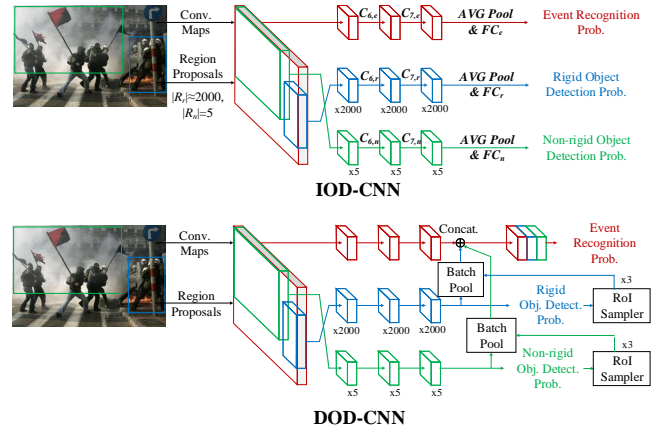 Conv.
Maps
Region
Proposals
|R_r|≈2000,
|R_n|=5
C_6,e C_7,e
AVG Pool
& FC_e
Event Recognition
Prob.
C_6,r C_7,r
AVG Pool
& FC_r
Rigid Object
Detection Prob.
x2000 x2000 x2000
C_6,n C_7,n
AVG Pool
& FC_n
Non-rigid Object
Detection Prob.
x5 x5 x5
IOD-CNN
Conv.
Maps
Region
Proposals
Concat.
Event
Recognition
Prob.
Batch
Pool
x3
Rigid
Obj. Detect.
Prob.
RoI
Sampler
x2000 x2000 x2000
Batch
Pool
x3
Non-rigid
Obj. Detect.
Prob.
RoI
Sampler
x5 x5 x5
DOD-CNN